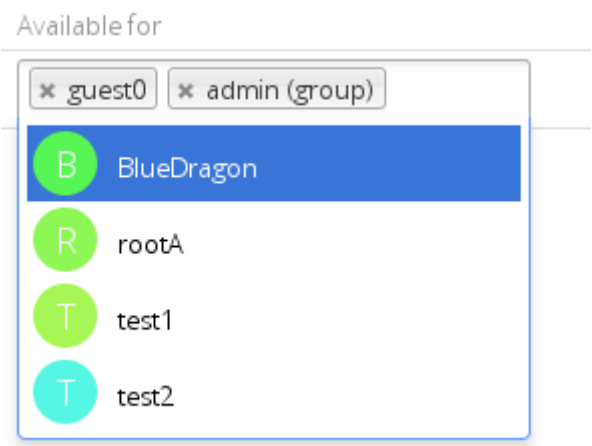 Available for
× guest0 × admin (group)
B BlueDragon
R rootA
T test1
T test2